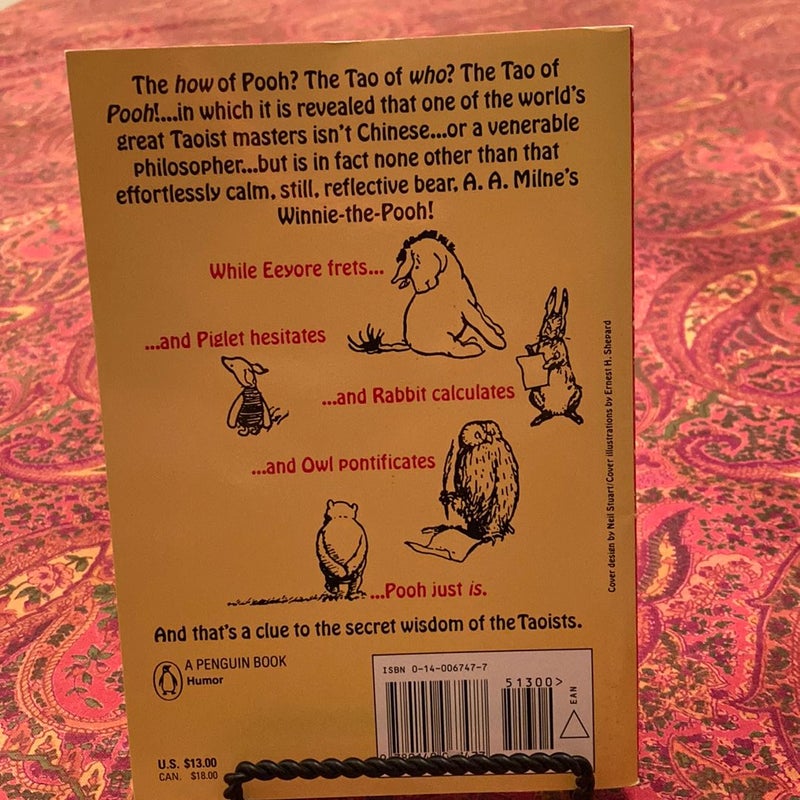 The how of Pooh? The Tao of who? The Tao of
Pooh!...in which it is revealed that one of the world's
great Taoist masters isn't Chinese...or a venerable
philosopher...but is in fact none other than that
effortlessly calm, still, reflective bear, A. A. Milne's
Winnie-the-Pooh!
While Eeyore frets...
...and Piglet hesitates
...and Rabbit calculates
...and Owl pontificates
...Pooh just is.
And that's a clue to the secret wisdom of the Taoists.
Cover design by Neil Stuart/Cover illustrations by Ernest H. Shepard
A PENGUIN BOOK
Humor
ISBN 0-14-006747-7
51300>
EAN
U.S. $13.00
CAN. $18.00